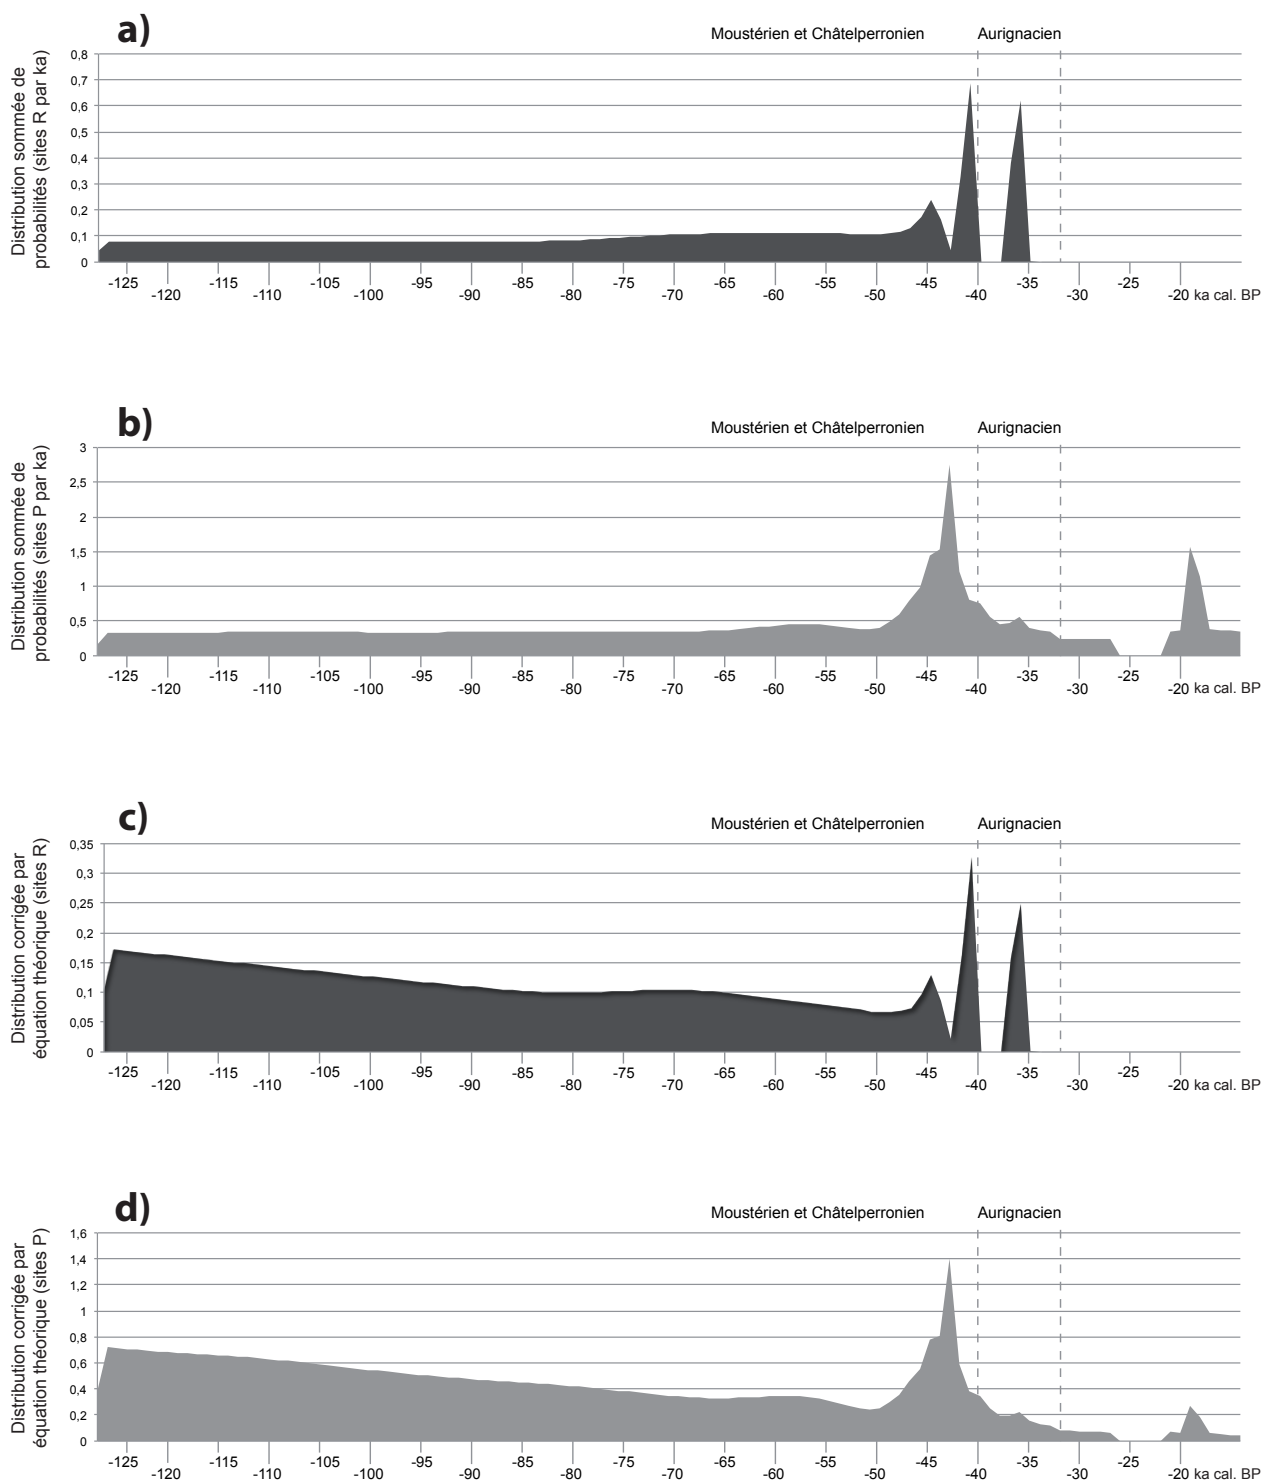 a)
Moustérien et Châtelperronien
Aurignacien
Distribution sommée de
probabilités (sites R par ka)
0,8
0,7
0,6
0,5
0,4
0,3
0,2
0,1
0
-125 -115 -105 -95 -85 -75 -65 -55 -45 -35 -25
-120 -110 -100 -90 -80 -70 -60 -50 -40 -30 -20 ka cal. BP
b)
Moustérien et Châtelperronien
Aurignacien
Distribution sommée de
probabilités (sites P par ka)
3
2,5
2
1,5
1
0,5
0
-125 -115 -105 -95 -85 -75 -65 -55 -45 -35 -25
-120 -110 -100 -90 -80 -70 -60 -50 -40 -30 -20 ka cal. BP
c)
Moustérien et Châtelperronien
Aurignacien
Distribution corrigée par
équation théorique (sites R)
0,35
0,3
0,25
0,2
0,15
0,1
0,05
0
-125 -115 -105 -95 -85 -75 -65 -55 -45 -35 -25
-120 -110 -100 -90 -80 -70 -60 -50 -40 -30 -20 ka cal. BP
d)
Moustérien et Châtelperronien
Aurignacien
Distribution corrigée par
équation théorique (sites P)
1,6
1,4
1,2
1
0,8
0,6
0,4
0,2
0
-125 -115 -105 -95 -85 -75 -65 -55 -45 -35 -25
-120 -110 -100 -90 -80 -70 -60 -50 -40 -30 -20 ka cal. BP